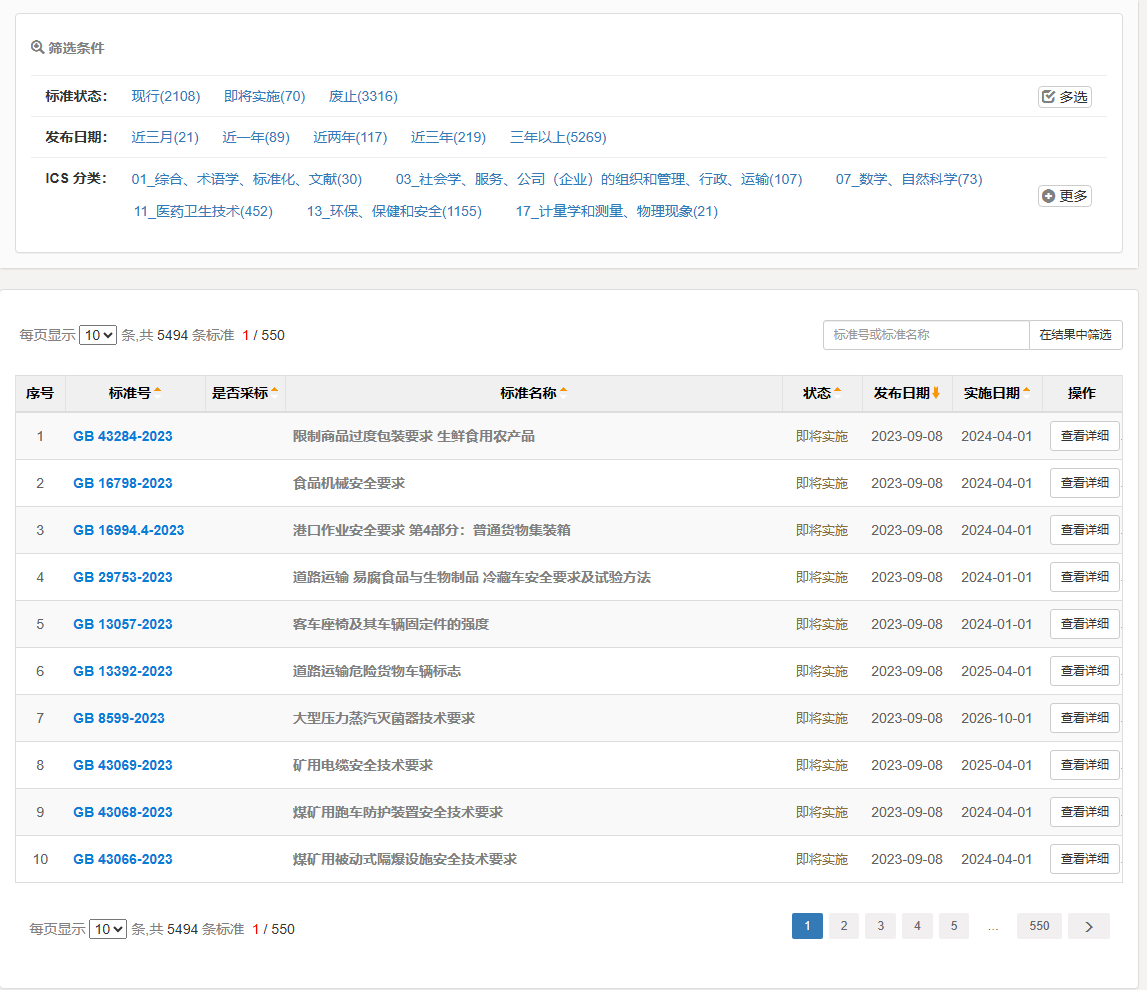 筛选条件
标准状态： 现行(2108) 即将实施(70) 废止(3316) 多选
发布日期： 近三月(21) 近一年(89) 近两年(117) 近三年(219) 三年以上(5269)
ICS 分类： 01_综合、术语学、标准化、文献(30) 03_社会学、服务、公司（企业）的组织和管理、行政、运输(107) 07_数学、自然科学(73)
11_医药卫生技术(452) 13_环保、保健和安全(1155) 17_计量学和测量、物理现象(21) 更多
每页显示 10 条,共 5494 条标准 1 / 550 标准号或标准名称 在结果中筛选
序号 标准号 是否采标 标准名称 状态 发布日期 实施日期 操作
1 GB 43284-2023 限制商品过度包装要求 生鲜食用农产品 即将实施 2023-09-08 2024-04-01 查看详细
2 GB 16798-2023 食品机械安全要求 即将实施 2023-09-08 2024-04-01 查看详细
3 GB 16994.4-2023 港口作业安全要求 第4部分：普通货物集装箱 即将实施 2023-09-08 2024-04-01 查看详细
4 GB 29753-2023 道路运输 易腐食品与生物制品 冷藏车安全要求及试验方法 即将实施 2023-09-08 2024-01-01 查看详细
5 GB 13057-2023 客车座椅及其车辆固定件的强度 即将实施 2023-09-08 2024-01-01 查看详细
6 GB 13392-2023 道路运输危险货物车辆标志 即将实施 2023-09-08 2025-04-01 查看详细
7 GB 8599-2023 大型压力蒸汽灭菌器技术要求 即将实施 2023-09-08 2026-10-01 查看详细
8 GB 43069-2023 矿用电缆安全技术要求 即将实施 2023-09-08 2025-04-01 查看详细
9 GB 43068-2023 煤矿用跑车防护装置安全技术要求 即将实施 2023-09-08 2024-04-01 查看详细
10 GB 43066-2023 煤矿用被动式隔爆设施安全技术要求 即将实施 2023-09-08 2024-04-01 查看详细
每页显示 10 条,共 5494 条标准 1 / 550 1 2 3 4 5 … 550